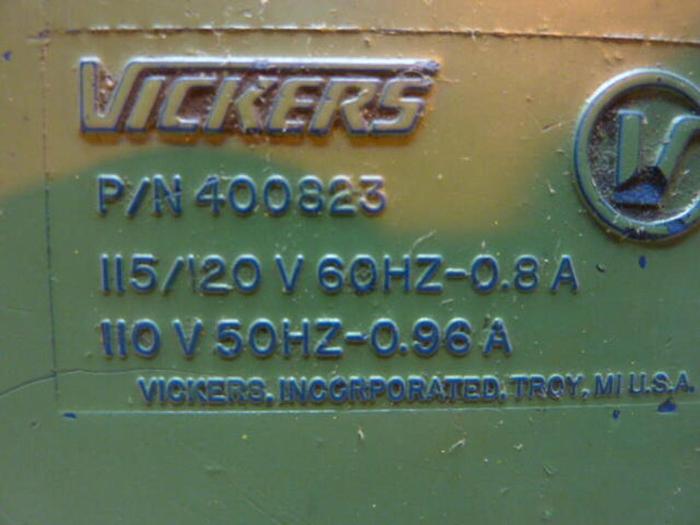 VICKERS
V
P/N 400823
115/120 V 60HZ-0.8 A
110 V 50HZ-0.96 A
VICKERS, INCORPORATED, TROY, MI U.S.A.